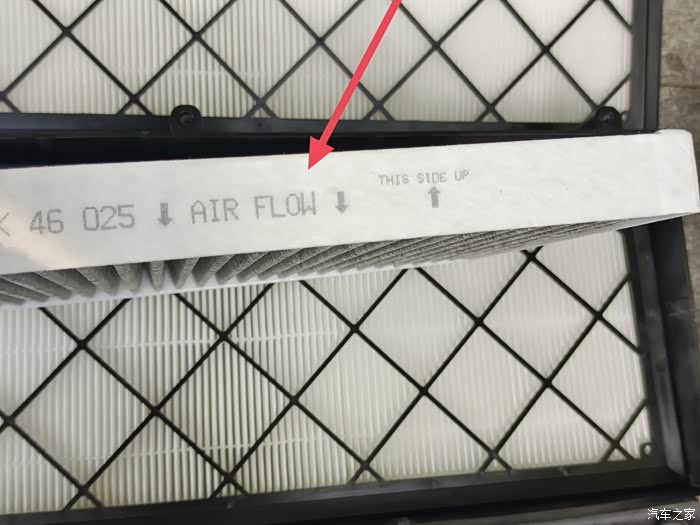 46 025 ⬇ AIR FLOW ⬇
THIS SIDE UP
⬆
汽车之家